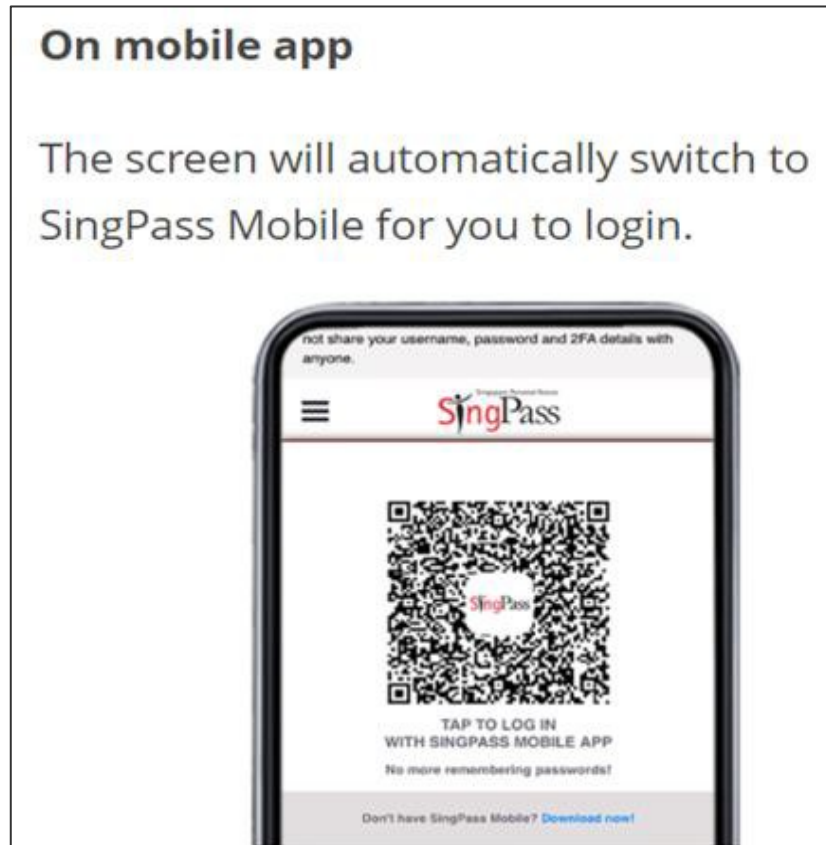 On mobile app
The screen will automatically switch to
SingPass Mobile for you to login.
not share your username, password and 2FA details with
anyone.
SingPass
SingPass
TAP TO LOG IN
WITH SINGPASS MOBILE APP
No more remembering passwords!
Don't have SingPass Mobile? Download now!